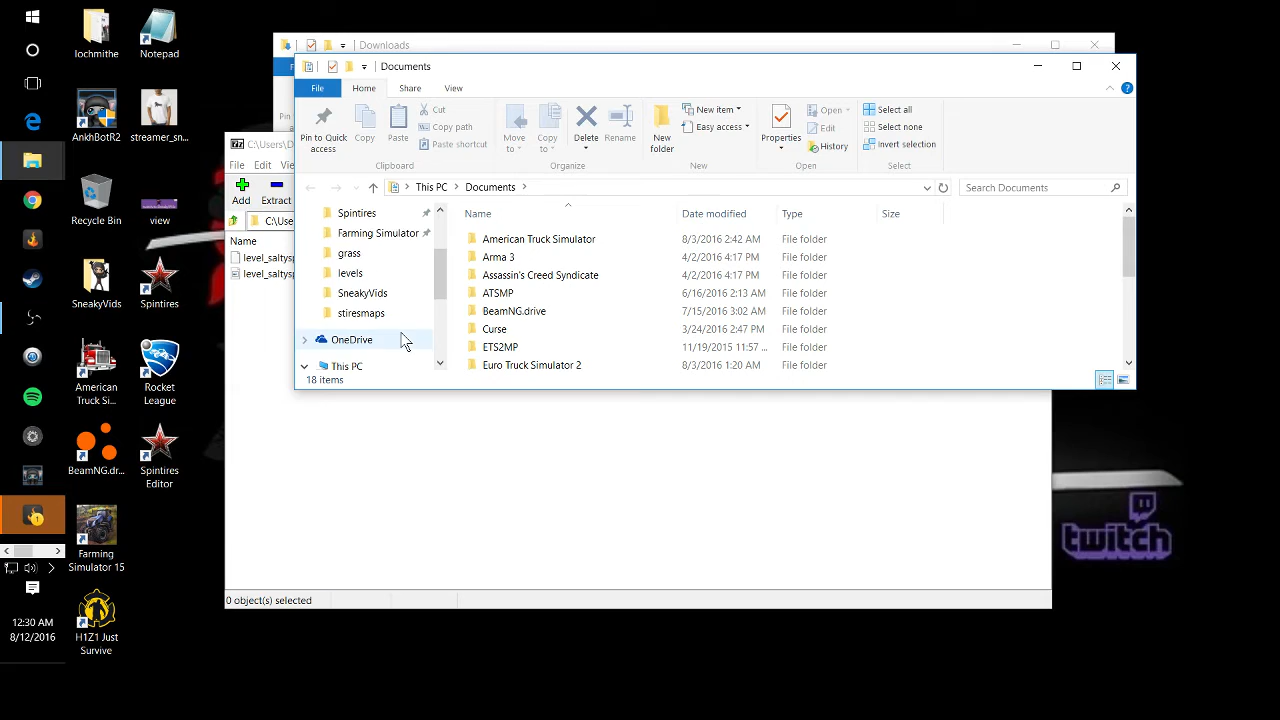 lochmithe
Notepad
AnkhBotR2
streamer_sn...
Recycle Bin
view
SneakyVids
Spintires
American Truck Si...
Rocket League
BeamNG.dr...
Spintires Editor
Farming Simulator 15
H1Z1 Just Survive
12:30 AM
8/12/2016
Downloads
Documents
File Home Share View
Pin to Quick access
Copy
Paste
Cut
Copy path
Paste shortcut
Clipboard
Move to
Copy to
Delete
Rename
Organize
New folder
New item
Easy access
New
Properties
Open
Edit
History
Open
Select all
Select none
Invert selection
Select
This PC Documents
Search Documents
Spintires
Farming Simulator
grass
levels
SneakyVids
stiresmaps
OneDrive
This PC
Name Date modified Type Size
American Truck Simulator 8/3/2016 2:42 AM File folder
Arma 3 4/2/2016 4:17 PM File folder
Assassin's Creed Syndicate 4/2/2016 4:17 PM File folder
ATSMP 6/16/2016 2:13 AM File folder
BeamNG.drive 7/15/2016 3:02 AM File folder
Curse 3/24/2016 2:47 PM File folder
ETS2MP 11/19/2015 11:57 ... File folder
Euro Truck Simulator 2 8/3/2016 1:20 AM File folder
18 items
C:\Users\D
File Edit Vie
Add Extract
C:\Use
Name
level_saltysp
level_saltysp
0 object(s) selected
twitch